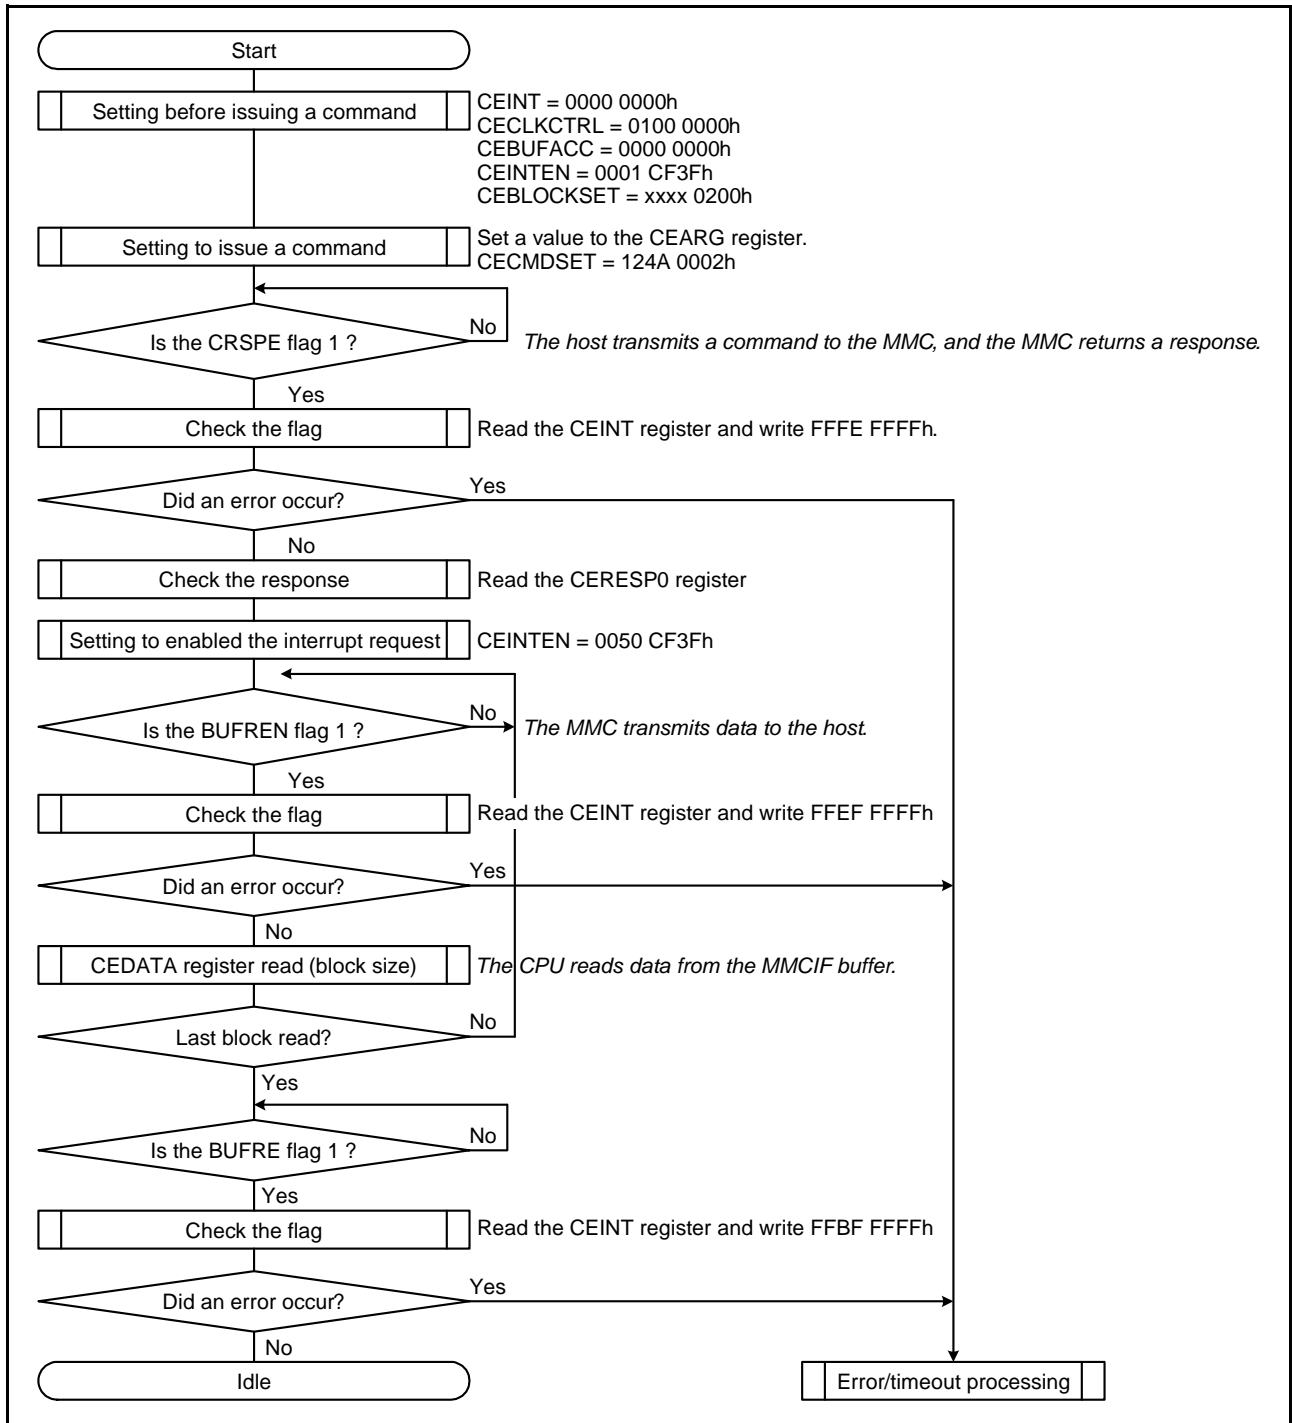 Start
Setting before issuing a command
CEINT = 0000 0000h
CECLKCTRL = 0100 0000h
CEBUFACC = 0000 0000h
CEINTEN = 0001 CF3Fh
CEBLOCKSET = xxxx 0200h
Setting to issue a command
Set a value to the CEARG register.
CECMDSET = 124A 0002h
Is the CRSPE flag 1 ?
No
The host transmits a command to the MMC, and the MMC returns a response.
Yes
Check the flag
Read the CEINT register and write FFFE FFFFh.
Did an error occur?
Yes
No
Check the response
Read the CERESP0 register
Setting to enabled the interrupt request
CEINTEN = 0050 CF3Fh
Is the BUFREN flag 1 ?
No
The MMC transmits data to the host.
Yes
Check the flag
Read the CEINT register and write FFEF FFFFh
Did an error occur?
Yes
No
CEDATA register read (block size)
The CPU reads data from the MMCIF buffer.
Last block read?
No
Yes
Is the BUFRE flag 1 ?
No
Yes
Check the flag
Read the CEINT register and write FFBF FFFFh
Did an error occur?
Yes
No
Idle
Error/timeout processing